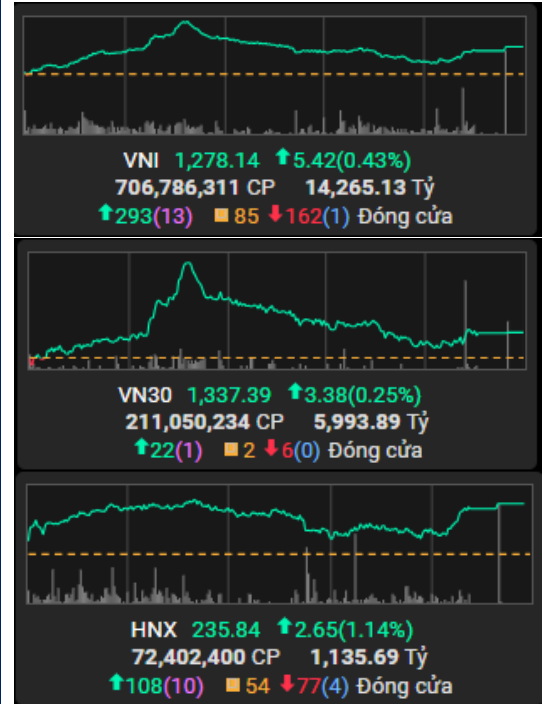 VNI 1,278.14 5.42(0.43%)
706,786,311 CP 14,265.13 Tỷ
293(13) 85 162(1) Đóng cửa
VN30 1,337.39 3.38(0.25%)
211,050,234 CP 5,993.89 Tỷ
22(1) 2 6(0) Đóng cửa
HNX 235.84 2.65(1.14%)
72,402,400 CP 1,135.69 Tỷ
108(10) 54 77(4) Đóng cửa